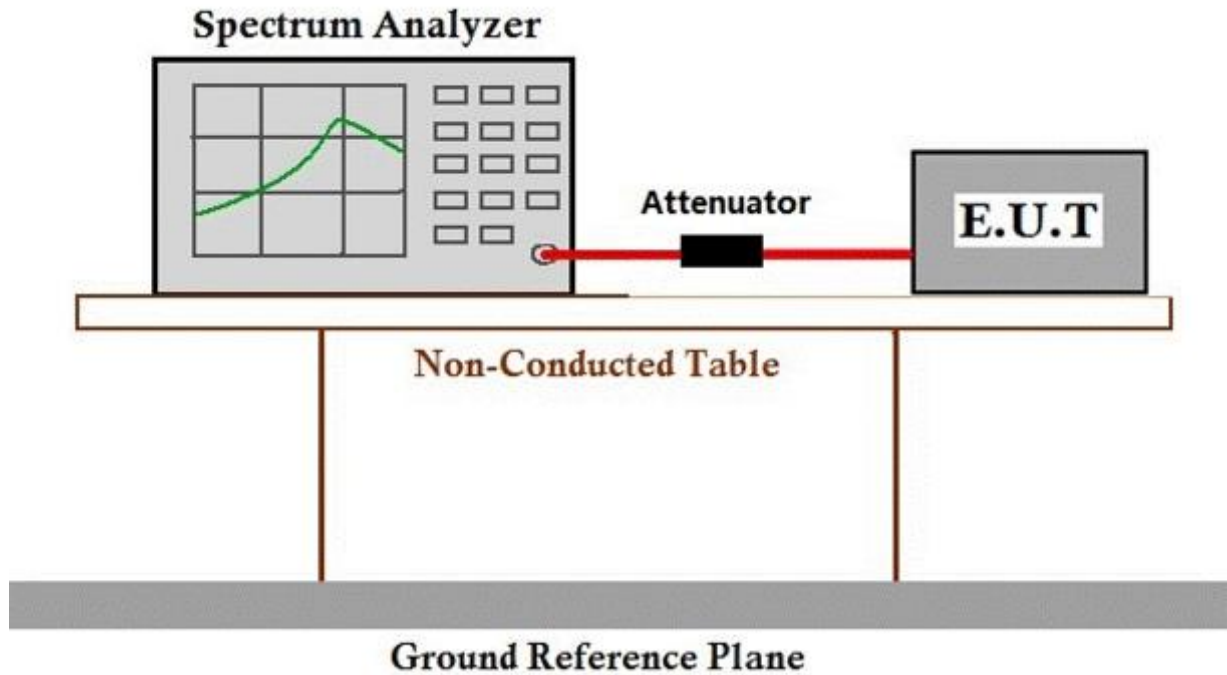 Spectrum Analyzer
Attenuator
E.U.T
Non-Conducted Table
Ground Reference Plane